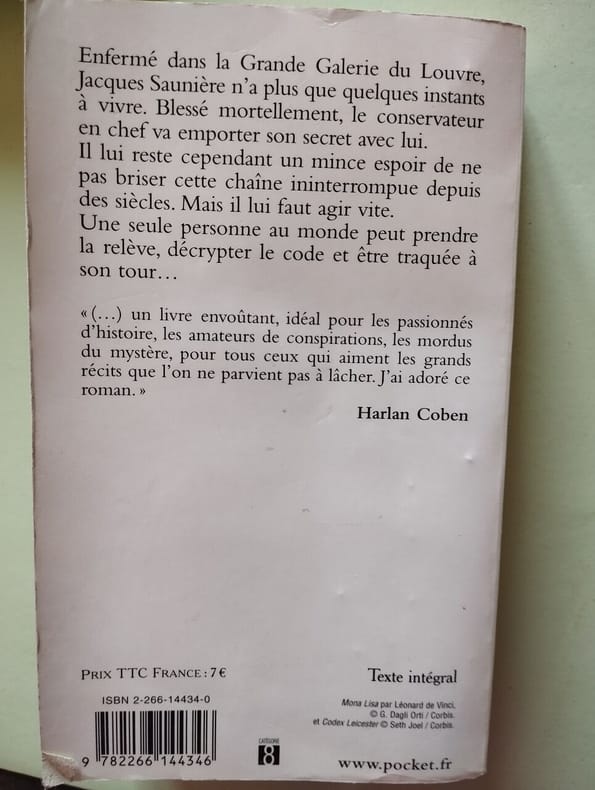 Enfermé dans la Grande Galerie du Louvre,
Jacques Saunière n'a plus que quelques instants
à vivre. Blessé mortellement, le conservateur
en chef va emporter son secret avec lui.
Il lui reste cependant un mince espoir de ne
pas briser cette chaîne ininterrompue depuis
des siècles. Mais il lui faut agir vite.
Une seule personne au monde peut prendre
la relève, décrypter le code et être traquée à
son tour…
« (…) un livre envoûtant, idéal pour les passionnés
d'histoire, les amateurs de conspirations, les mordus
du mystère, pour tous ceux qui aiment les grands
récits que l'on ne parvient pas à lâcher. J'ai adoré ce
roman. »
Harlan Coben
PRIX TTC FRANCE : 7 €
Texte intégral
ISBN 2-266-14434-0
Mona Lisa par Léonard de Vinci,
© G. Dagli Orti / Corbis.
et Codex Leicester © Seth Joel / Corbis.
CATÉGORIE
8
9 782266 144346
www.pocket.fr